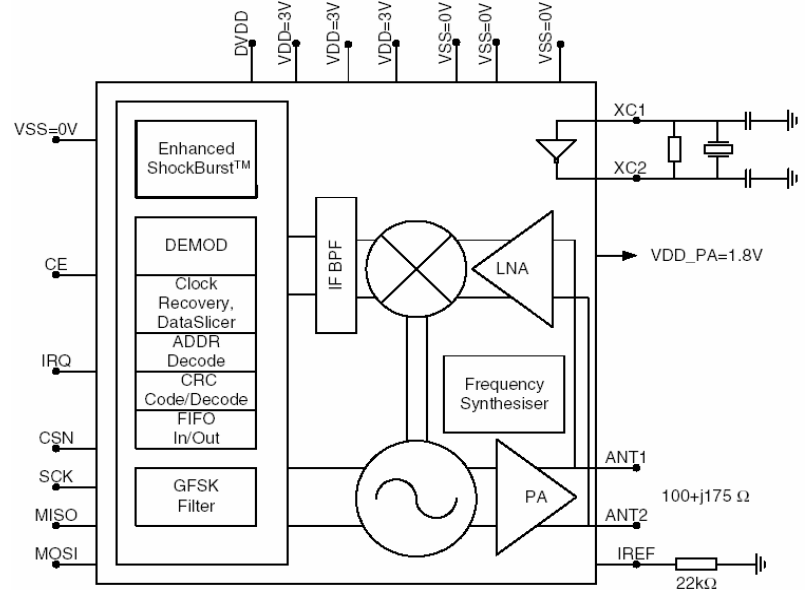 DVDD
VDD=3V
VDD=3V
VDD=3V
VSS=0V
VSS=0V
VSS=0V
XC1
XC2
VSS=0V
Enhanced
ShockBurst™
DEMOD
Clock
Recovery,
DataSlicer
ADDR
Decode
CRC
Code/Decode
FIFO
In/Out
GFSK
Filter
IF BPF
LNA
VDD_PA=1.8V
CE
IRQ
Frequency
Synthesiser
CSN
SCK
MISO
MOSI
PA
ANT1
100+j175 Ω
ANT2
IREF
22kΩ